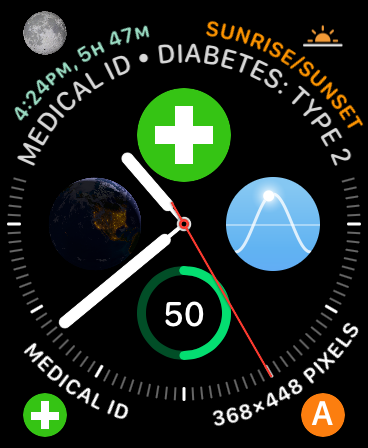 4:24PM, 5H 47M
SUNRISE/SUNSET
MEDICAL ID • DIABETES: TYPE 2
50
MEDICAL ID
368×448 PIXELS
A